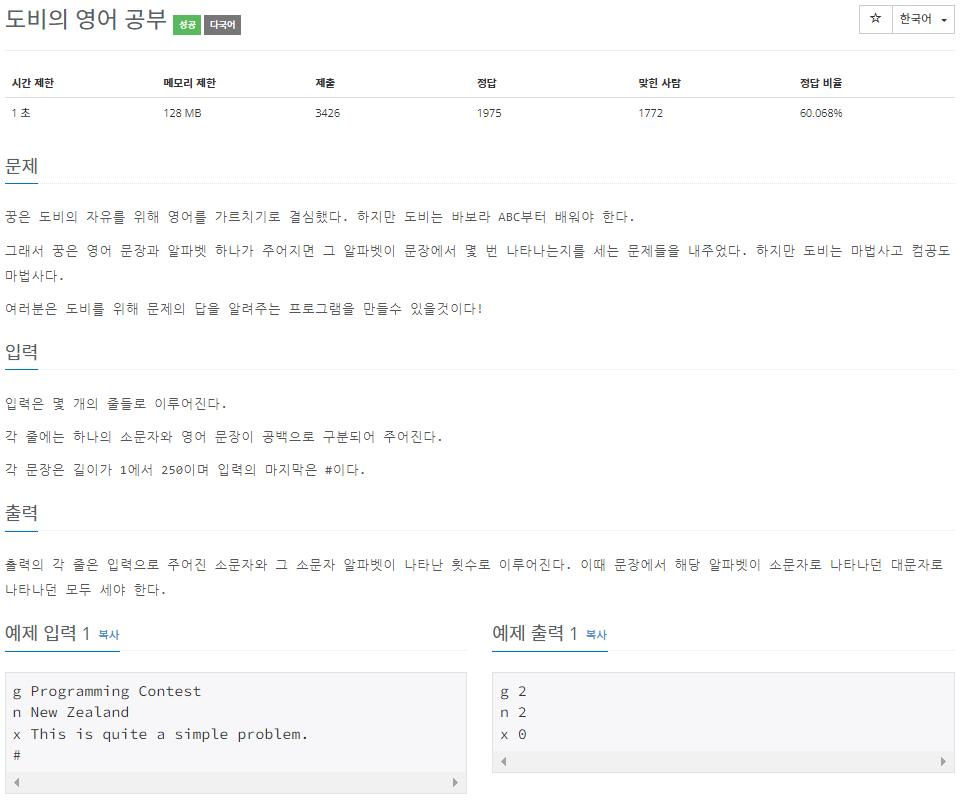 도비의 영어 공부 성공 다국어
☆ 한국어
시간 제한 메모리 제한 제출 정답 맞힌 사람 정답 비율
1 초 128 MB 3426 1975 1772 60.068%
문제
꿍은 도비의 자유를 위해 영어를 가르치기로 결심했다. 하지만 도비는 바보라 ABC부터 배워야 한다.
그래서 꿍은 영어 문장과 알파벳 하나가 주어지면 그 알파벳이 문장에서 몇 번 나타나는지를 세는 문제들을 내주었다. 하지만 도비는 마법사고 컴공도
마법사다.
여러분은 도비를 위해 문제의 답을 알려주는 프로그램을 만들수 있을것이다!
입력
입력은 몇 개의 줄들로 이루어진다.
각 줄에는 하나의 소문자와 영어 문장이 공백으로 구분되어 주어진다.
각 문장은 길이가 1에서 250이며 입력의 마지막은 #이다.
출력
출력의 각 줄은 입력으로 주어진 소문자와 그 소문자 알파벳이 나타난 횟수로 이루어진다. 이때 문장에서 해당 알파벳이 소문자로 나타나던 대문자로
나타나던 모두 세야 한다.
예제 입력 1 복사
g Programming Contest
n New Zealand
x This is quite a simple problem.
#
예제 출력 1 복사
g 2
n 2
x 0